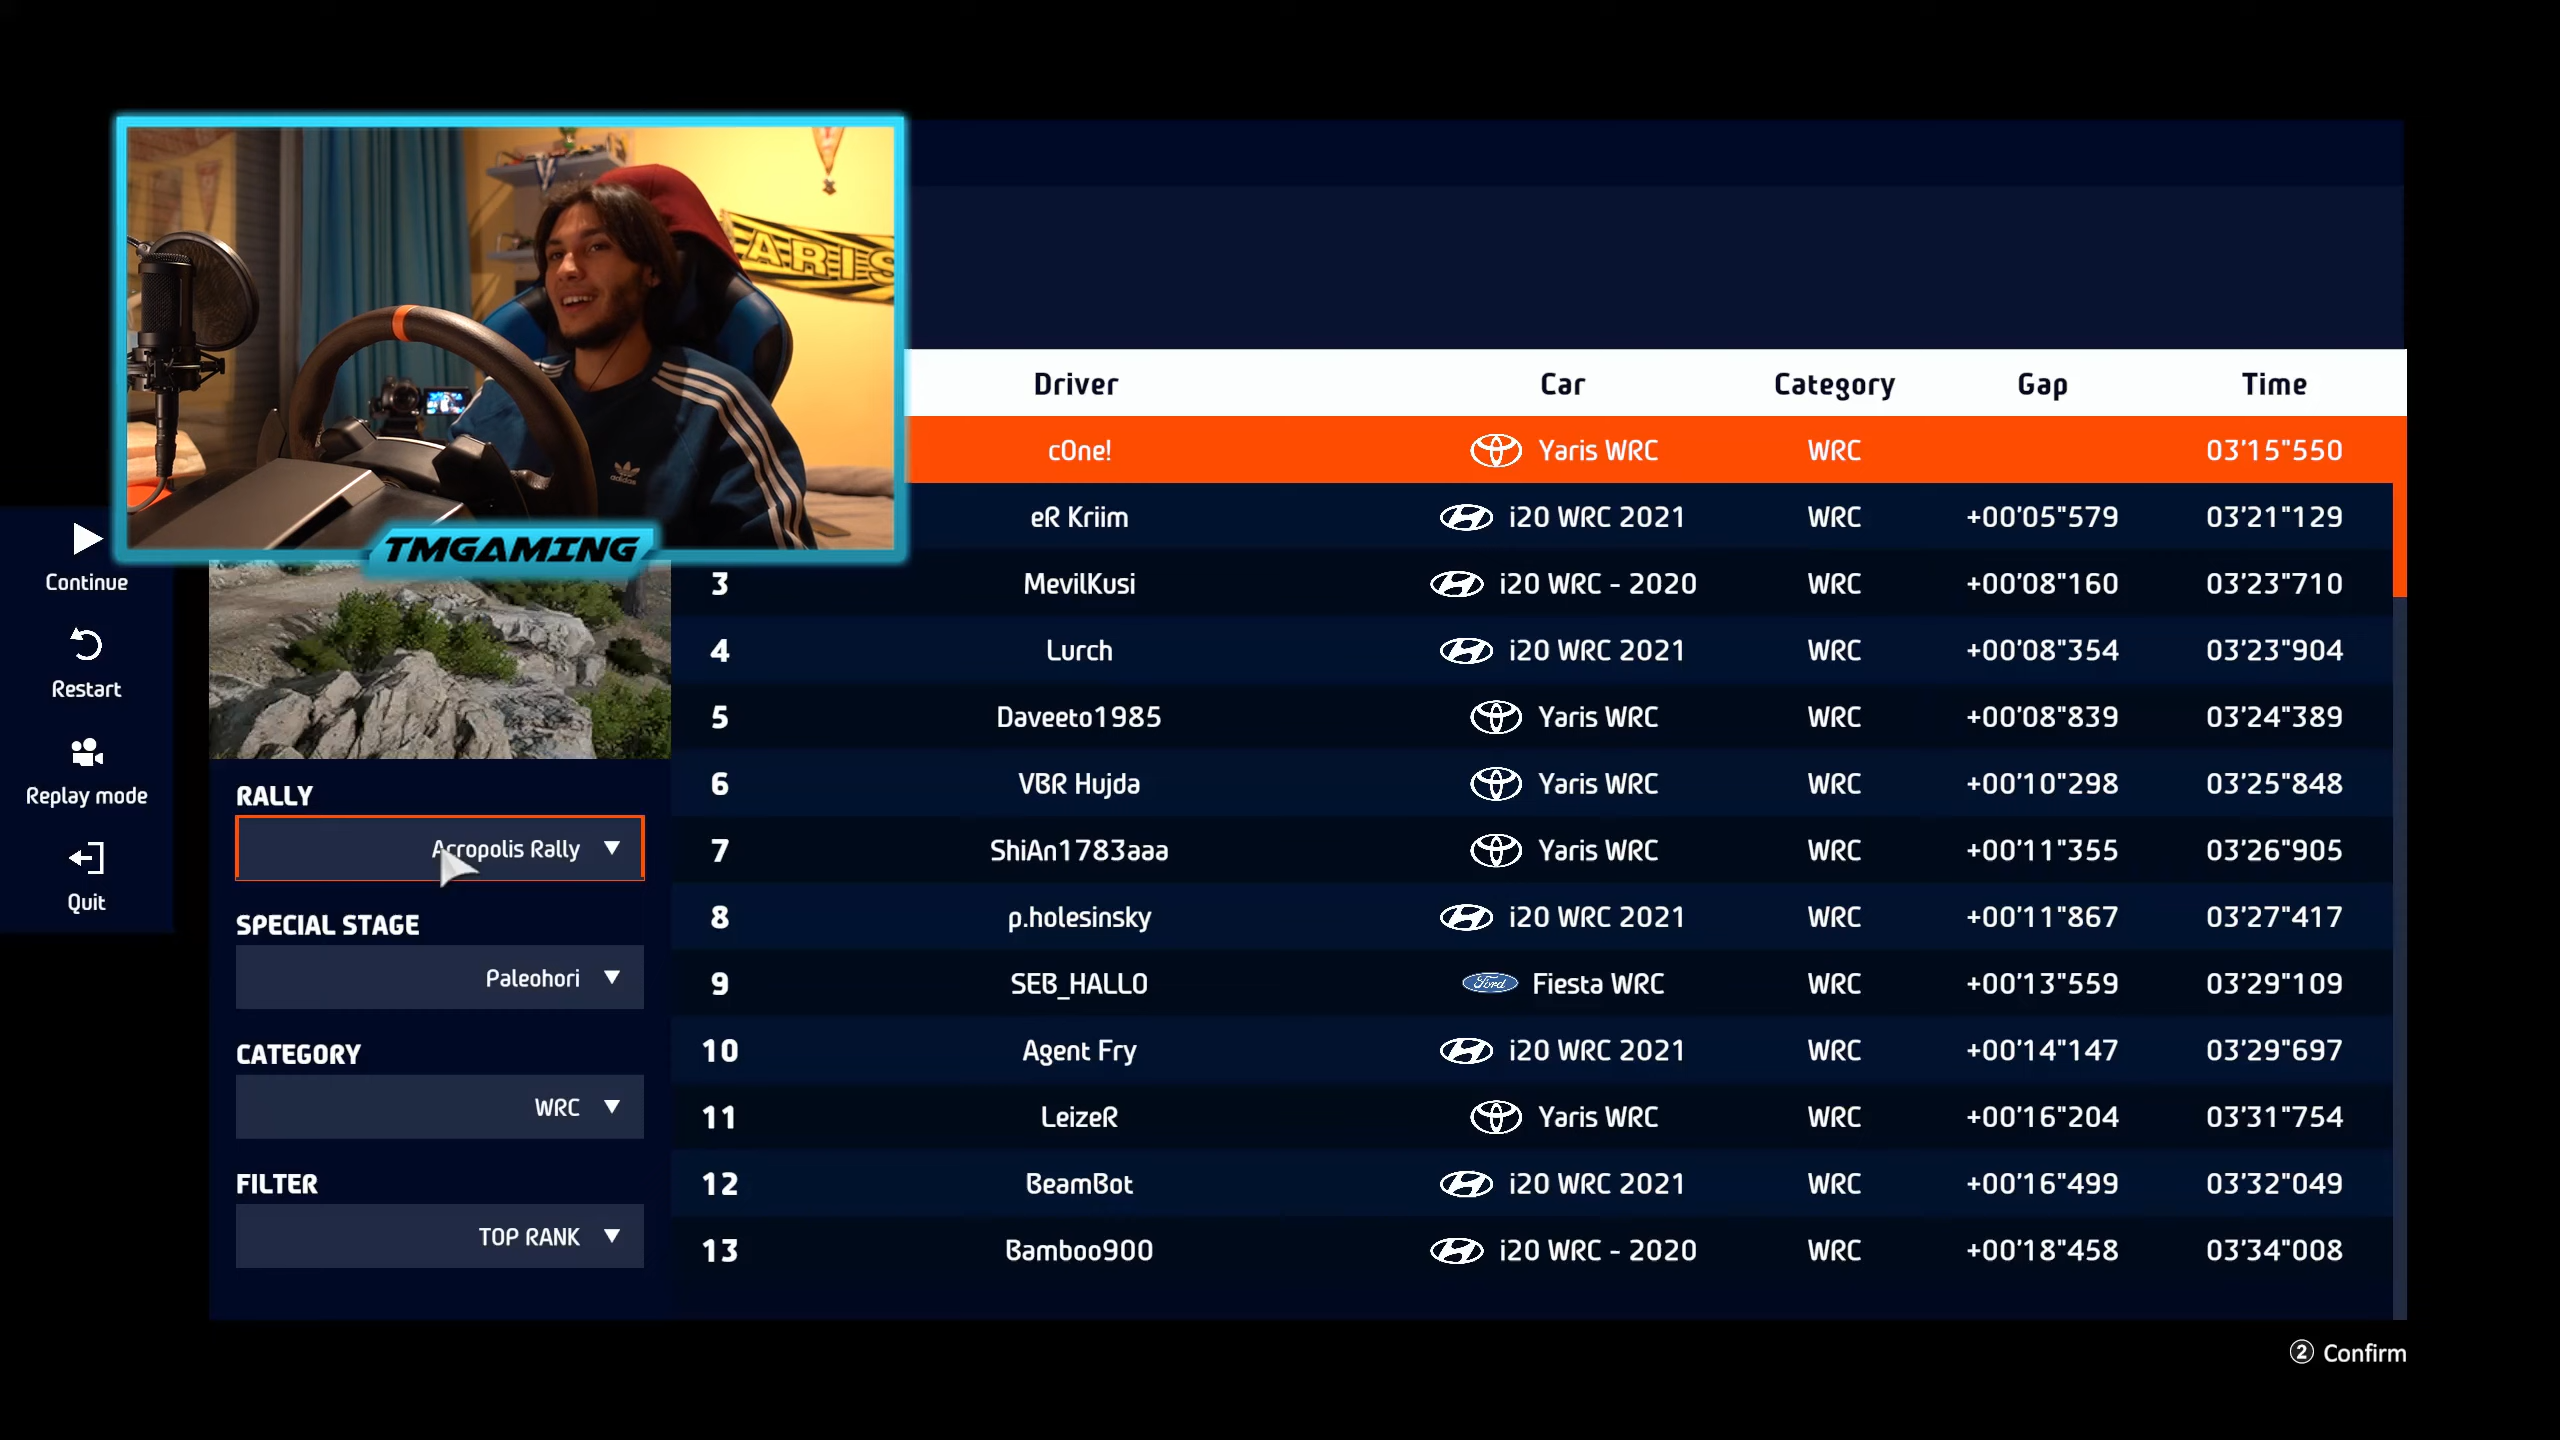 ARIS
adidas
TMGAMING
Continue
Restart
Replay mode
Quit
RALLY
Acropolis Rally
SPECIAL STAGE
Paleohori
CATEGORY
WRC
FILTER
TOP RANK
Driver Car Category Gap Time
cOne! Yaris WRC WRC 03'15"550
eR Kriim i20 WRC 2021 WRC +00'05"579 03'21"129
3 MevilKusi i20 WRC - 2020 WRC +00'08"160 03'23"710
4 Lurch i20 WRC 2021 WRC +00'08"354 03'23"904
5 Daveeto1985 Yaris WRC WRC +00'08"839 03'24"389
6 VBR Hujda Yaris WRC WRC +00'10"298 03'25"848
7 ShiAn1783aaa Yaris WRC WRC +00'11"355 03'26"905
8 p.holesinsky i20 WRC 2021 WRC +00'11"867 03'27"417
9 SEB_HALLO Ford Fiesta WRC WRC +00'13"559 03'29"109
10 Agent Fry i20 WRC 2021 WRC +00'14"147 03'29"697
11 LeizeR Yaris WRC WRC +00'16"204 03'31"754
12 BeamBot i20 WRC 2021 WRC +00'16"499 03'32"049
13 Bamboo900 i20 WRC - 2020 WRC +00'18"458 03'34"008
2 Confirm